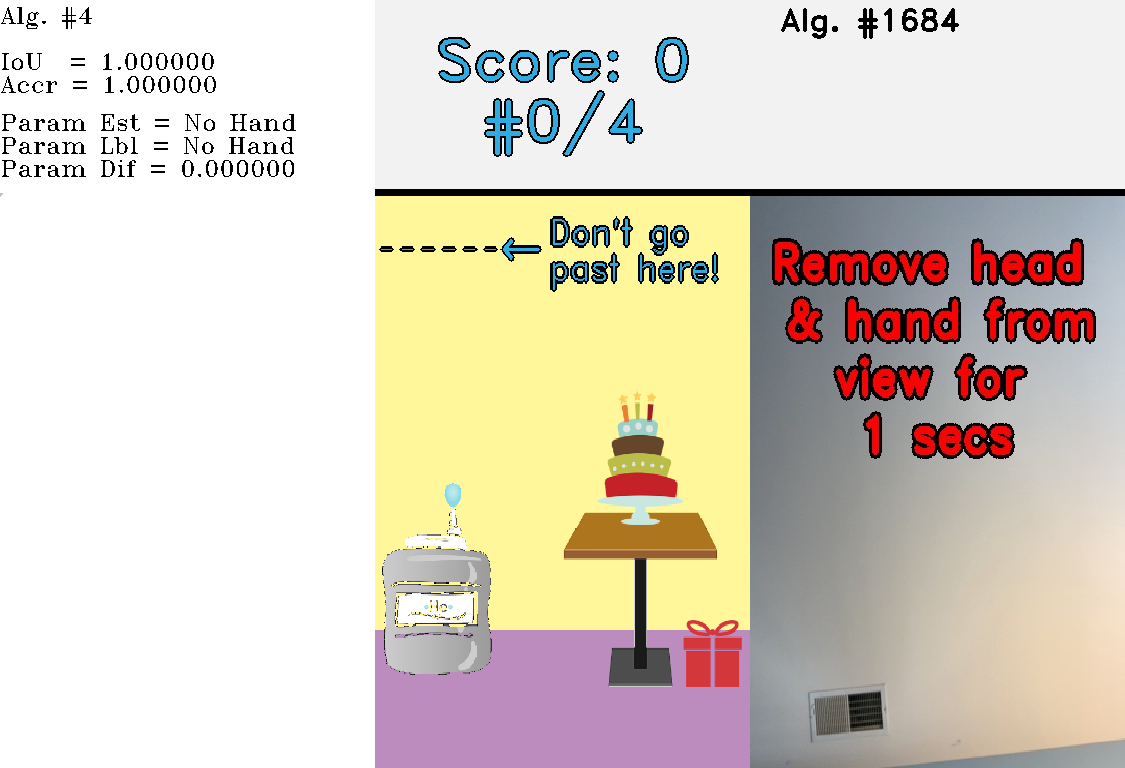 Alg. #4
IoU = 1.000000
Accr = 1.000000
Param Est = No Hand
Param Lbl = No Hand
Param Dif = 0.000000
Score: 0
#0/4
Alg. #1684
Don't go
past here!
Remove head
& hand from
view for
1 secs